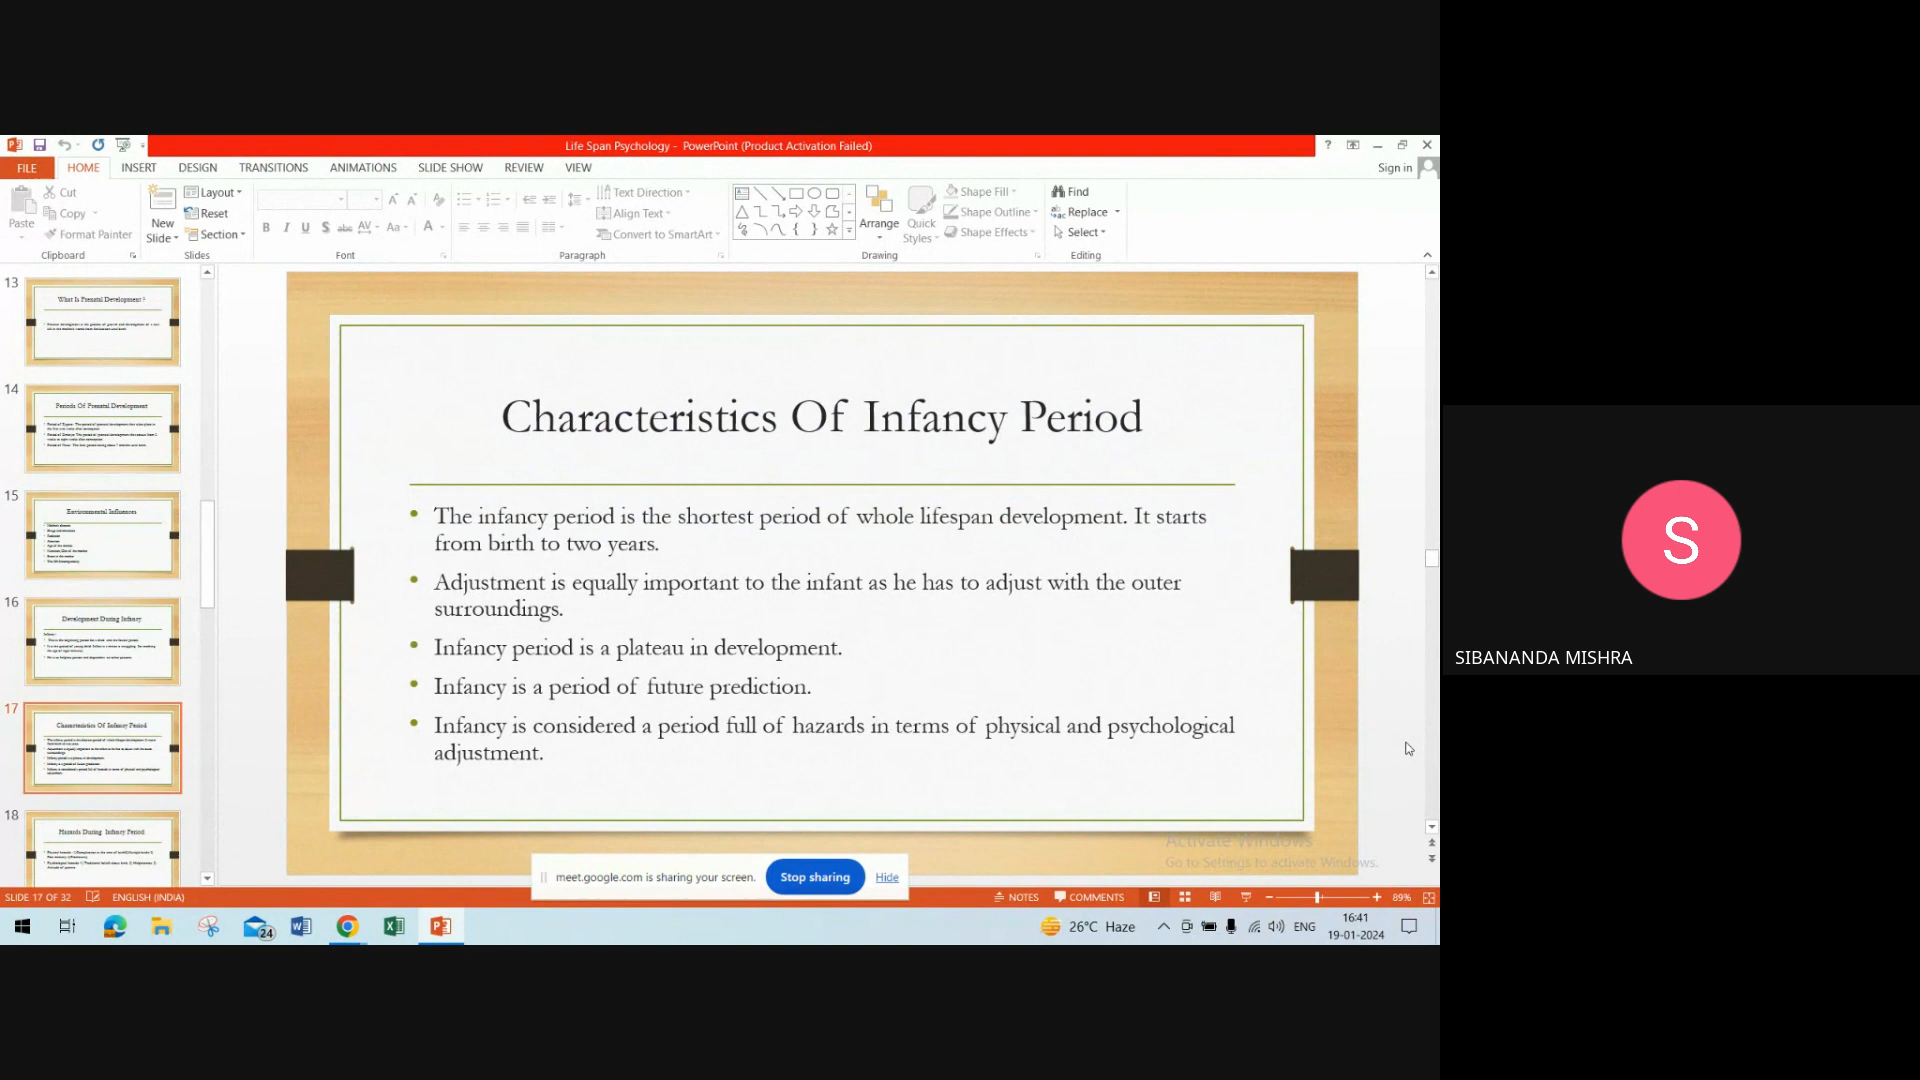 Life Span Psychology - PowerPoint (Product Activation Failed)
FILE HOME INSERT DESIGN TRANSITIONS ANIMATIONS SLIDE SHOW REVIEW VIEW Sign in
Cut
Copy
Format Painter
Paste
New Slide
Layout
Reset
Section
Text Direction
Align Text
Convert to SmartArt
Arrange
Quick Styles
Shape Fill
Shape Outline
Shape Effects
Find
Replace
Select
Clipboard Slides Font Paragraph Drawing Editing
13
What Is Prenatal Development ?
14
Periods Of Prenatal Development
15
Environmental Influences
16
Development During Infancy
17
Characteristics Of Infancy Period
18
Hazards During Infancy Period
Characteristics Of Infancy Period
• The infancy period is the shortest period of whole lifespan development. It starts
from birth to two years.
• Adjustment is equally important to the infant as he has to adjust with the outer
surroundings.
• Infancy period is a plateau in development.
• Infancy is a period of future prediction.
• Infancy is considered a period full of hazards in terms of physical and psychological
adjustment.
Activate Windows
Go to Settings to activate Windows.
meet.google.com is sharing your screen. Stop sharing Hide
SLIDE 17 OF 32 ENGLISH (INDIA) NOTES COMMENTS 89%
24
26°C Haze ENG
16:41
19-01-2024
S
SIBANANDA MISHRA